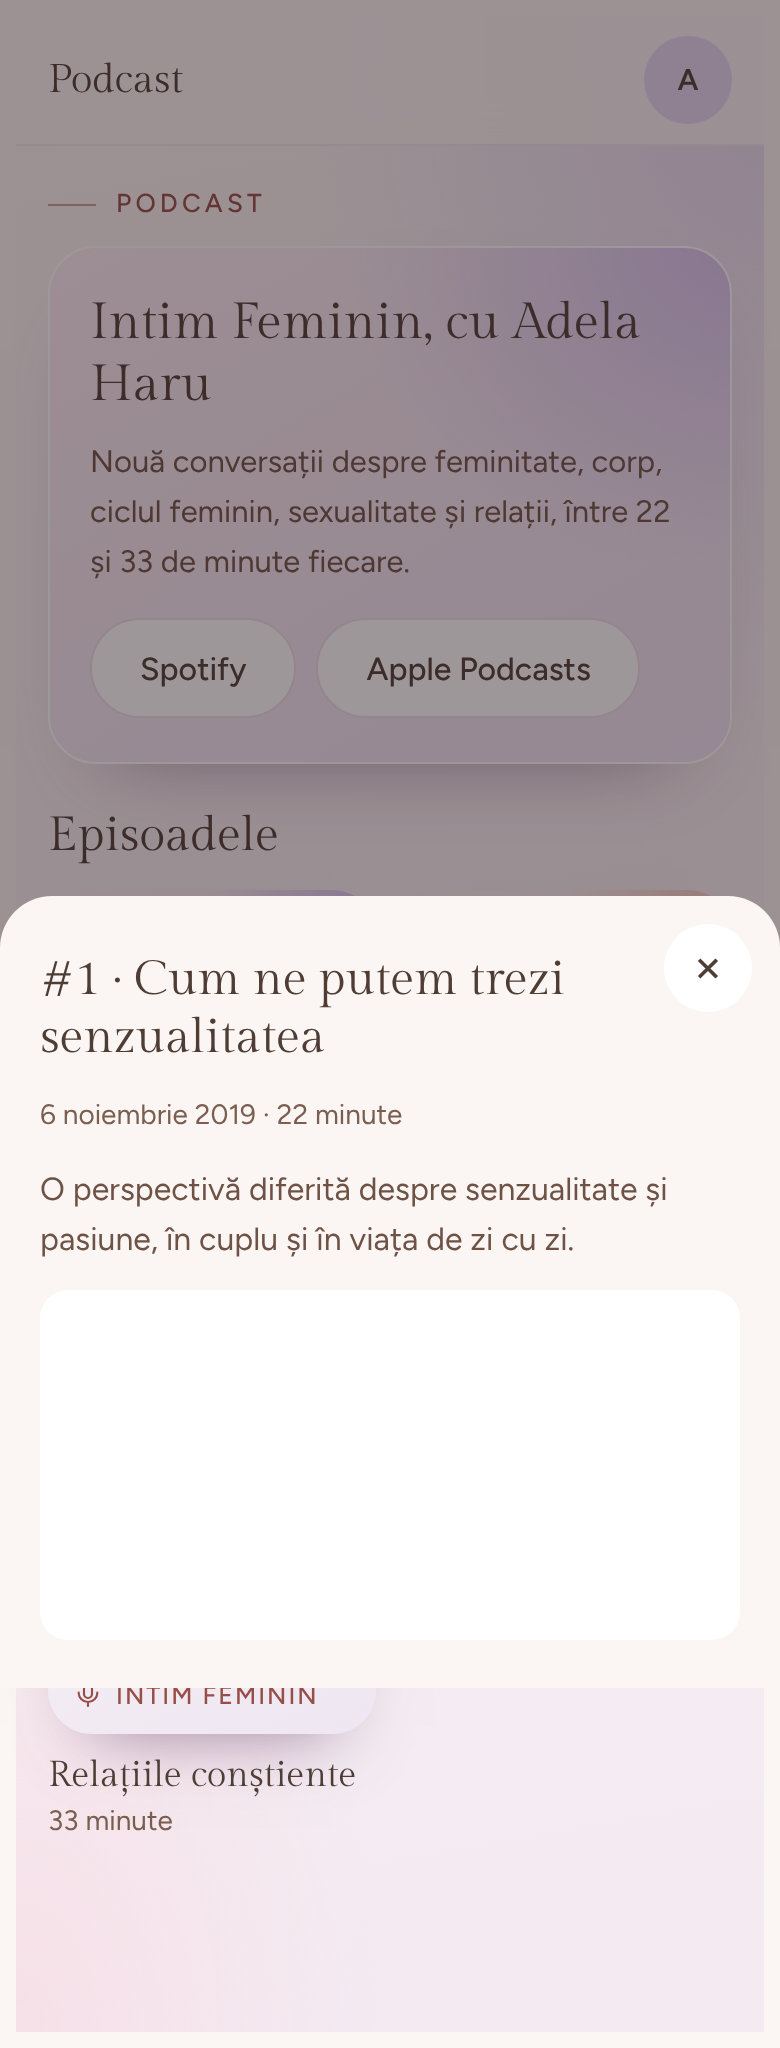 Podcast
A
PODCAST
Intim Feminin, cu Adela
Haru
Nouă conversații despre feminitate, corp,
ciclul feminin, sexualitate și relații, între 22
și 33 de minute fiecare.
Spotify
Apple Podcasts
Episoadele
#1 · Cum ne putem trezi
senzualitatea
6 noiembrie 2019 · 22 minute
O perspectivă diferită despre senzualitate și
pasiune, în cuplu și în viața de zi cu zi.
INTIM FEMININ
Relațiile conștiente
33 minute